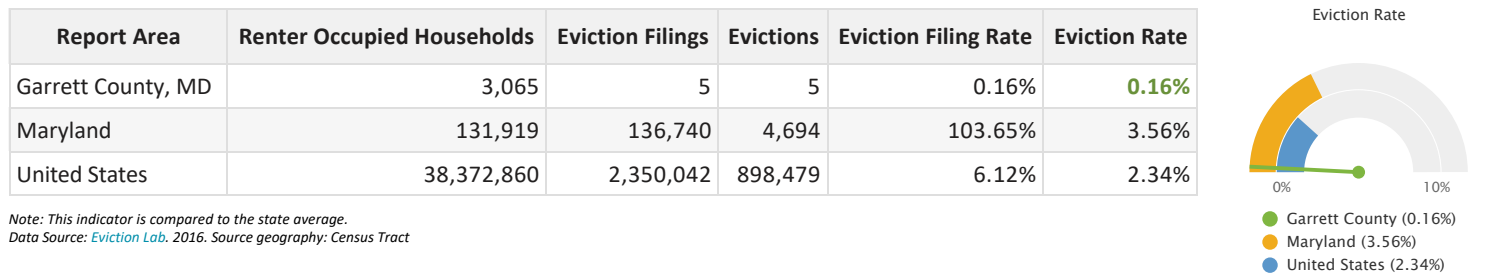 Report Area Renter Occupied Households Eviction Filings Evictions Eviction Filing Rate Eviction Rate
Garrett County, MD 3,065 5 5 0.16% 0.16%
Maryland 131,919 136,740 4,694 103.65% 3.56%
United States 38,372,860 2,350,042 898,479 6.12% 2.34%
Note: This indicator is compared to the state average.
Data Source: Eviction Lab. 2016. Source geography: Census Tract
Eviction Rate
0% 10%
Garrett County (0.16%)
Maryland (3.56%)
United States (2.34%)